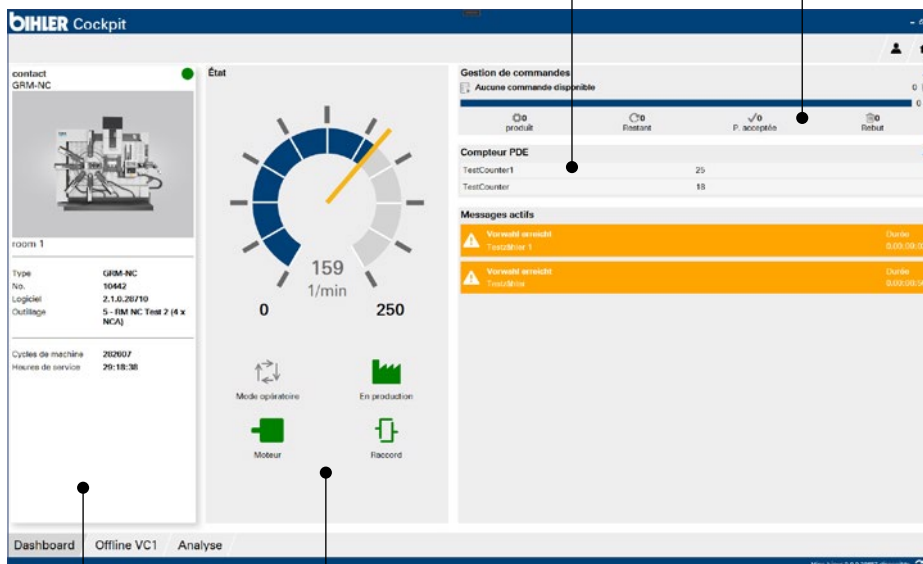 BIHLER Cockpit
contact
GRM-NC
room 1
Type GRM-NC
No. 10442
Logiciel 2.1.0.28710
Outillage 5 - RM NC Test 2 (4 x
NCA)
Cycles de machine 282607
Heures de service 29:18:38
État
159
1/min
0 250
Mode opératoire En production
Moteur Raccord
Gestion de commandes
Aucune commande disponible 0
0
0 0 0 0
produit Restant P. acceptée Rebut
Compteur PDE
TestCounter1 25
TestCounter 18
Messages actifs
Vorwahl erreicht Durée
Testzähler 1
Vorwahl erreicht Durée
Testzähler
Dashboard Offline VC1 Analyse